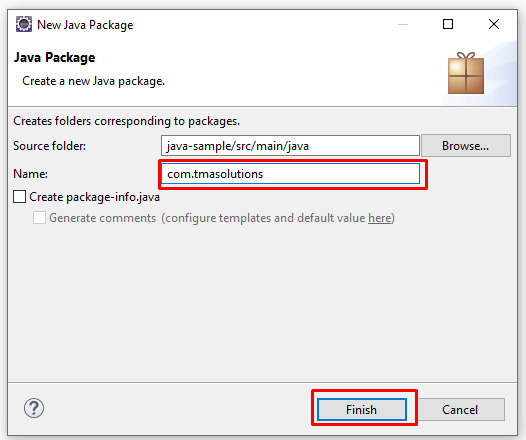 New Java Package
Java Package
Create a new Java package.
Creates folders corresponding to packages.
Source folder: java-sample/src/main/java Browse...
Name: com.tmasolutions
Create package-info.java
Generate comments (configure templates and default value here)
? Finish Cancel